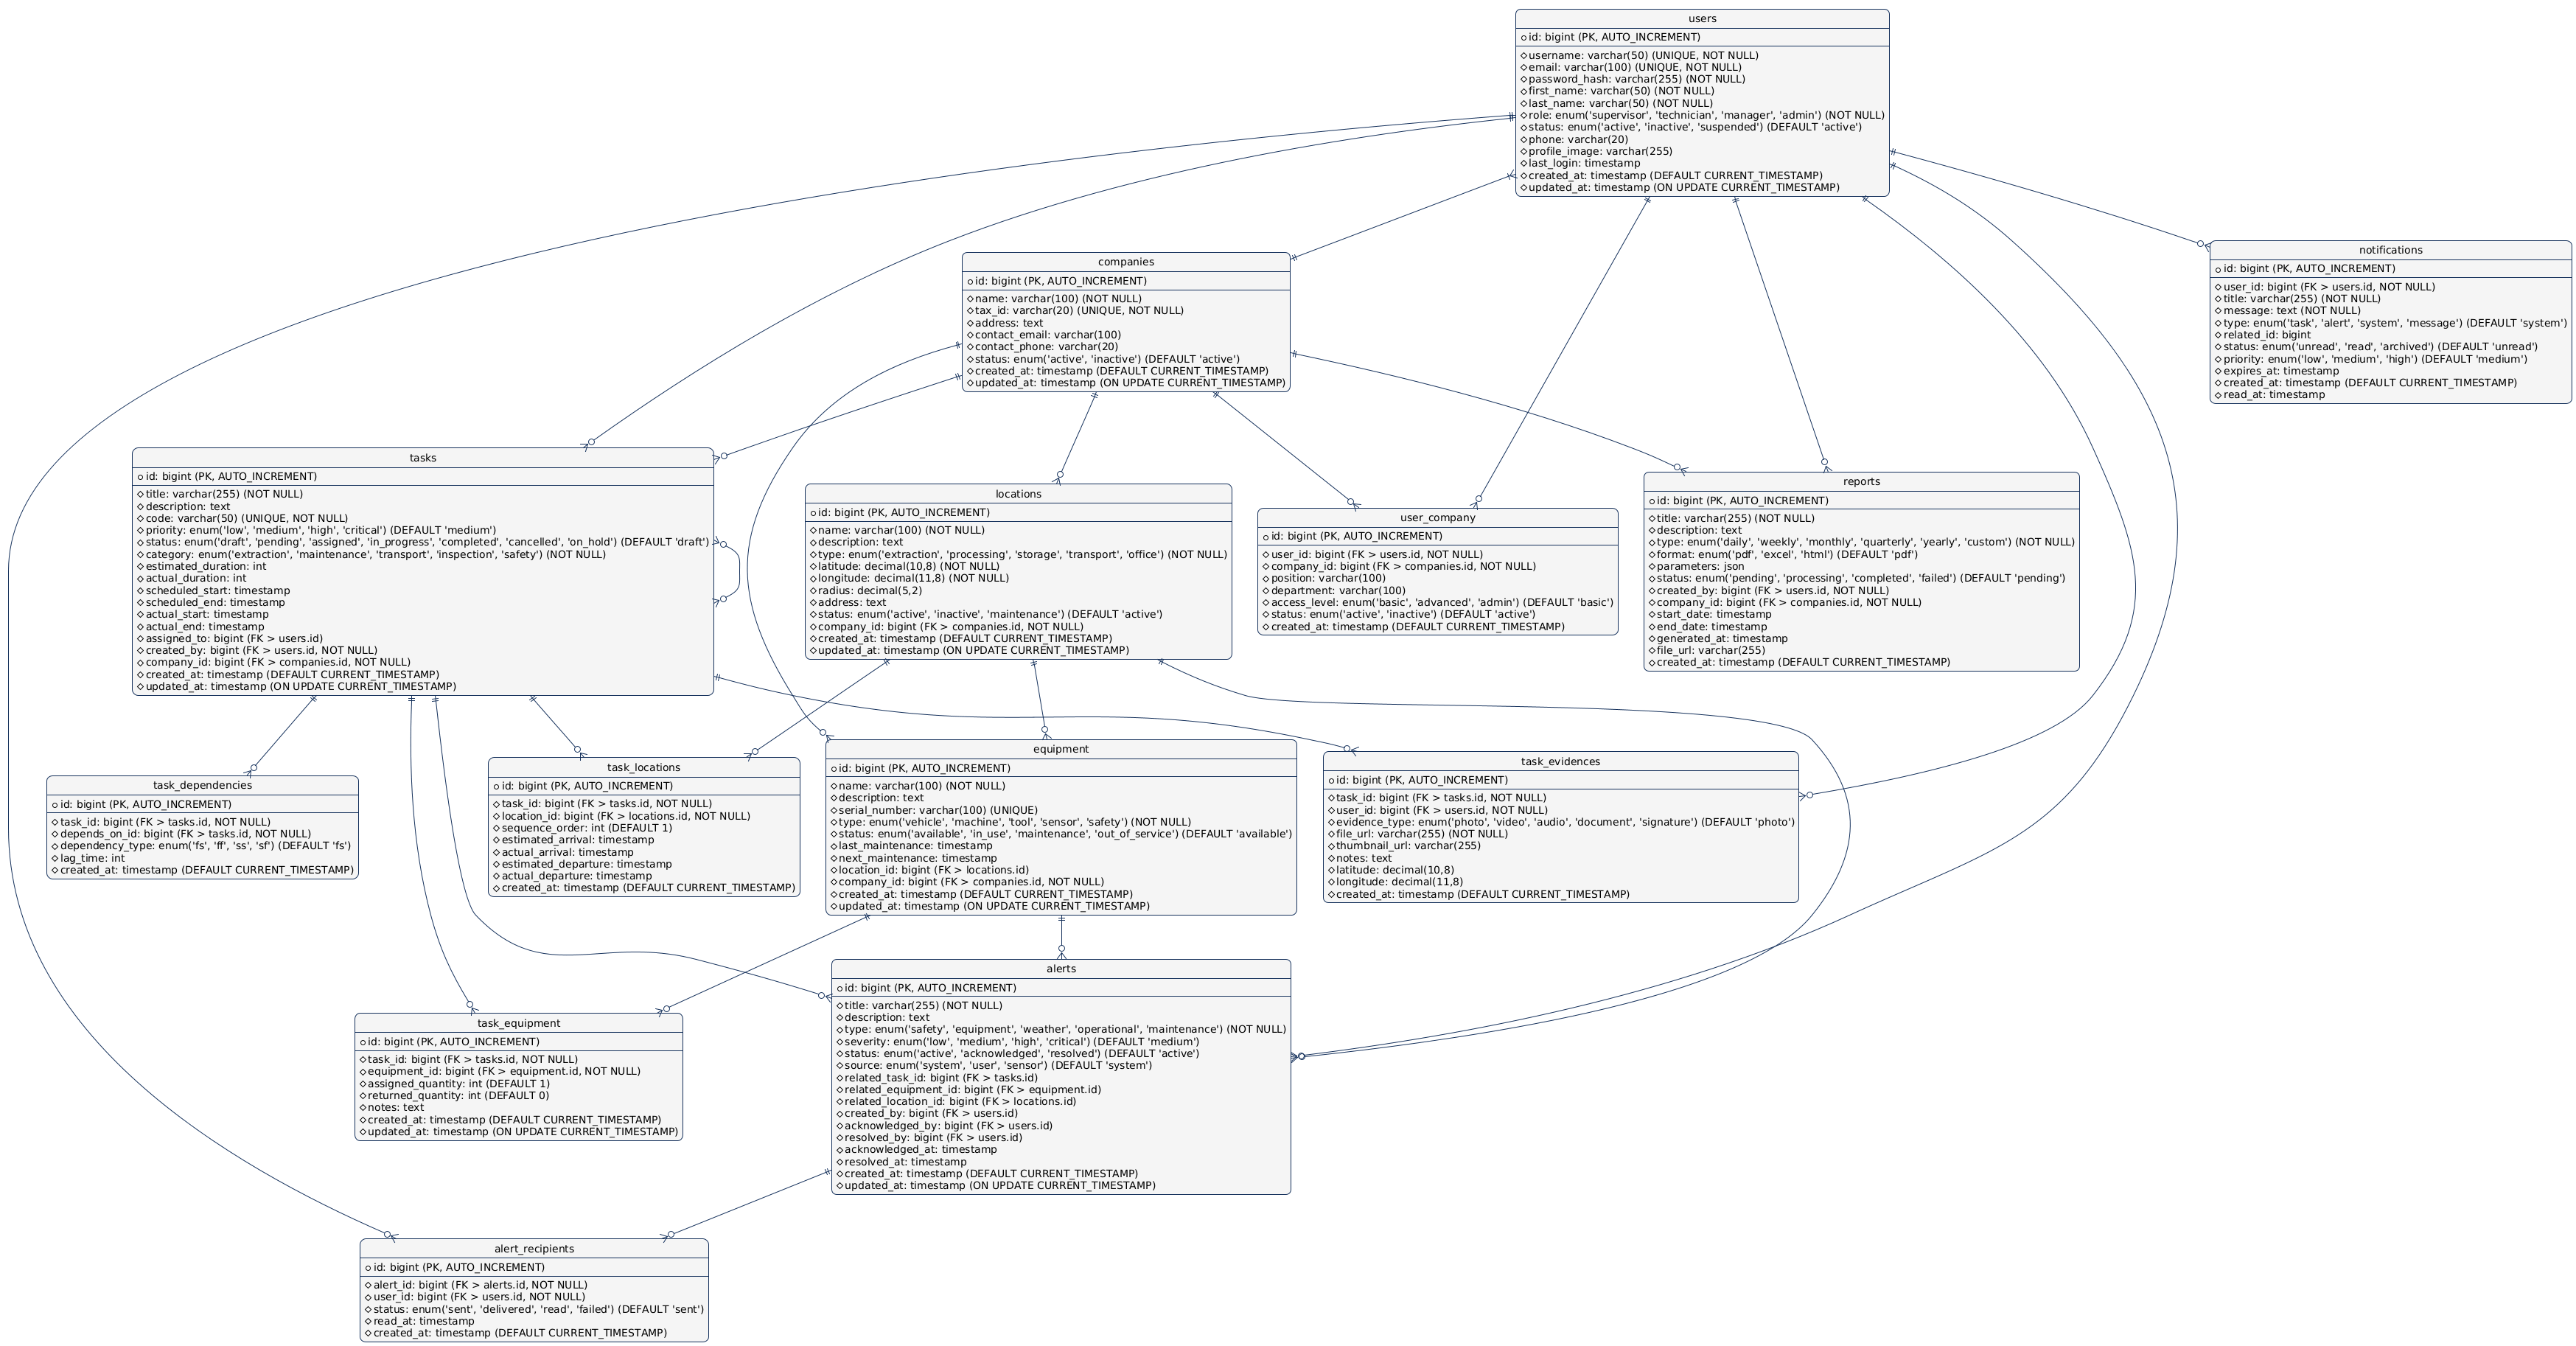 users
id: bigint (PK, AUTO_INCREMENT)
username: varchar(50) (UNIQUE, NOT NULL)
email: varchar(100) (UNIQUE, NOT NULL)
password_hash: varchar(255) (NOT NULL)
first_name: varchar(50) (NOT NULL)
last_name: varchar(50) (NOT NULL)
role: enum('supervisor', 'technician', 'manager', 'admin') (NOT NULL)
status: enum('active', 'inactive', 'suspended') (DEFAULT 'active')
phone: varchar(20)
profile_image: varchar(255)
last_login: timestamp
created_at: timestamp (DEFAULT CURRENT_TIMESTAMP)
updated_at: timestamp (ON UPDATE CURRENT_TIMESTAMP)
notifications
id: bigint (PK, AUTO_INCREMENT)
user_id: bigint (FK > users.id, NOT NULL)
title: varchar(255) (NOT NULL)
message: text (NOT NULL)
type: enum('task', 'alert', 'system', 'message') (DEFAULT 'system')
related_id: bigint
status: enum('unread', 'read', 'archived') (DEFAULT 'unread')
priority: enum('low', 'medium', 'high') (DEFAULT 'medium')
expires_at: timestamp
created_at: timestamp (DEFAULT CURRENT_TIMESTAMP)
read_at: timestamp
companies
id: bigint (PK, AUTO_INCREMENT)
name: varchar(100) (NOT NULL)
tax_id: varchar(20) (UNIQUE, NOT NULL)
address: text
contact_email: varchar(100)
contact_phone: varchar(20)
status: enum('active', 'inactive') (DEFAULT 'active')
created_at: timestamp (DEFAULT CURRENT_TIMESTAMP)
updated_at: timestamp (ON UPDATE CURRENT_TIMESTAMP)
tasks
id: bigint (PK, AUTO_INCREMENT)
title: varchar(255) (NOT NULL)
description: text
code: varchar(50) (UNIQUE, NOT NULL)
priority: enum('low', 'medium', 'high', 'critical') (DEFAULT 'medium')
status: enum('draft', 'pending', 'assigned', 'in_progress', 'completed', 'cancelled', 'on_hold') (DEFAULT 'draft')
category: enum('extraction', 'maintenance', 'transport', 'inspection', 'safety') (NOT NULL)
estimated_duration: int
actual_duration: int
scheduled_start: timestamp
scheduled_end: timestamp
actual_start: timestamp
actual_end: timestamp
assigned_to: bigint (FK > users.id)
created_by: bigint (FK > users.id, NOT NULL)
company_id: bigint (FK > companies.id, NOT NULL)
created_at: timestamp (DEFAULT CURRENT_TIMESTAMP)
updated_at: timestamp (ON UPDATE CURRENT_TIMESTAMP)
locations
id: bigint (PK, AUTO_INCREMENT)
name: varchar(100) (NOT NULL)
description: text
type: enum('extraction', 'processing', 'storage', 'transport', 'office') (NOT NULL)
latitude: decimal(10,8) (NOT NULL)
longitude: decimal(11,8) (NOT NULL)
radius: decimal(5,2)
address: text
status: enum('active', 'inactive', 'maintenance') (DEFAULT 'active')
company_id: bigint (FK > companies.id, NOT NULL)
created_at: timestamp (DEFAULT CURRENT_TIMESTAMP)
updated_at: timestamp (ON UPDATE CURRENT_TIMESTAMP)
user_company
id: bigint (PK, AUTO_INCREMENT)
user_id: bigint (FK > users.id, NOT NULL)
company_id: bigint (FK > companies.id, NOT NULL)
position: varchar(100)
department: varchar(100)
access_level: enum('basic', 'advanced', 'admin') (DEFAULT 'basic')
status: enum('active', 'inactive') (DEFAULT 'active')
created_at: timestamp (DEFAULT CURRENT_TIMESTAMP)
reports
id: bigint (PK, AUTO_INCREMENT)
title: varchar(255) (NOT NULL)
description: text
type: enum('daily', 'weekly', 'monthly', 'quarterly', 'yearly', 'custom') (NOT NULL)
format: enum('pdf', 'excel', 'html') (DEFAULT 'pdf')
parameters: json
status: enum('pending', 'processing', 'completed', 'failed') (DEFAULT 'pending')
created_by: bigint (FK > users.id, NOT NULL)
company_id: bigint (FK > companies.id, NOT NULL)
start_date: timestamp
end_date: timestamp
generated_at: timestamp
file_url: varchar(255)
created_at: timestamp (DEFAULT CURRENT_TIMESTAMP)
task_dependencies
id: bigint (PK, AUTO_INCREMENT)
task_id: bigint (FK > tasks.id, NOT NULL)
depends_on_id: bigint (FK > tasks.id, NOT NULL)
dependency_type: enum('fs', 'ff', 'ss', 'sf') (DEFAULT 'fs')
lag_time: int
created_at: timestamp (DEFAULT CURRENT_TIMESTAMP)
task_locations
id: bigint (PK, AUTO_INCREMENT)
task_id: bigint (FK > tasks.id, NOT NULL)
location_id: bigint (FK > locations.id, NOT NULL)
sequence_order: int (DEFAULT 1)
estimated_arrival: timestamp
actual_arrival: timestamp
estimated_departure: timestamp
actual_departure: timestamp
created_at: timestamp (DEFAULT CURRENT_TIMESTAMP)
equipment
id: bigint (PK, AUTO_INCREMENT)
name: varchar(100) (NOT NULL)
description: text
serial_number: varchar(100) (UNIQUE)
type: enum('vehicle', 'machine', 'tool', 'sensor', 'safety') (NOT NULL)
status: enum('available', 'in_use', 'maintenance', 'out_of_service') (DEFAULT 'available')
last_maintenance: timestamp
next_maintenance: timestamp
location_id: bigint (FK > locations.id)
company_id: bigint (FK > companies.id, NOT NULL)
created_at: timestamp (DEFAULT CURRENT_TIMESTAMP)
updated_at: timestamp (ON UPDATE CURRENT_TIMESTAMP)
task_evidences
id: bigint (PK, AUTO_INCREMENT)
task_id: bigint (FK > tasks.id, NOT NULL)
user_id: bigint (FK > users.id, NOT NULL)
evidence_type: enum('photo', 'video', 'audio', 'document', 'signature') (DEFAULT 'photo')
file_url: varchar(255) (NOT NULL)
thumbnail_url: varchar(255)
notes: text
latitude: decimal(10,8)
longitude: decimal(11,8)
created_at: timestamp (DEFAULT CURRENT_TIMESTAMP)
task_equipment
id: bigint (PK, AUTO_INCREMENT)
task_id: bigint (FK > tasks.id, NOT NULL)
equipment_id: bigint (FK > equipment.id, NOT NULL)
assigned_quantity: int (DEFAULT 1)
returned_quantity: int (DEFAULT 0)
notes: text
created_at: timestamp (DEFAULT CURRENT_TIMESTAMP)
updated_at: timestamp (ON UPDATE CURRENT_TIMESTAMP)
alerts
id: bigint (PK, AUTO_INCREMENT)
title: varchar(255) (NOT NULL)
description: text
type: enum('safety', 'equipment', 'weather', 'operational', 'maintenance') (NOT NULL)
severity: enum('low', 'medium', 'high', 'critical') (DEFAULT 'medium')
status: enum('active', 'acknowledged', 'resolved') (DEFAULT 'active')
source: enum('system', 'user', 'sensor') (DEFAULT 'system')
related_task_id: bigint (FK > tasks.id)
related_equipment_id: bigint (FK > equipment.id)
related_location_id: bigint (FK > locations.id)
created_by: bigint (FK > users.id)
acknowledged_by: bigint (FK > users.id)
resolved_by: bigint (FK > users.id)
acknowledged_at: timestamp
resolved_at: timestamp
created_at: timestamp (DEFAULT CURRENT_TIMESTAMP)
updated_at: timestamp (ON UPDATE CURRENT_TIMESTAMP)
alert_recipients
id: bigint (PK, AUTO_INCREMENT)
alert_id: bigint (FK > alerts.id, NOT NULL)
user_id: bigint (FK > users.id, NOT NULL)
status: enum('sent', 'delivered', 'read', 'failed') (DEFAULT 'sent')
read_at: timestamp
created_at: timestamp (DEFAULT CURRENT_TIMESTAMP)